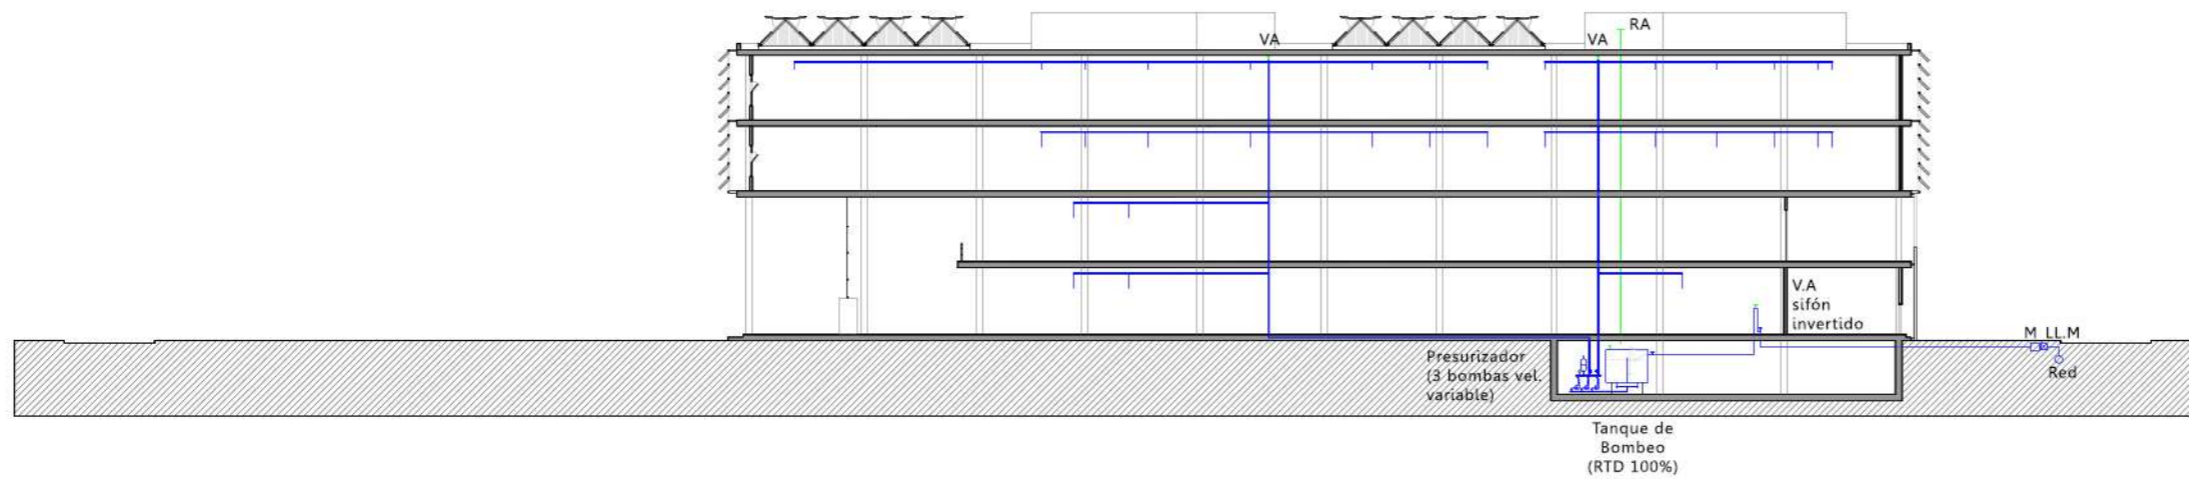 RA
VA
VA
V.A
sifón
invertido
M LL.M
Red
Presurizador
(3 bombas vel.
variable)
Tanque de
Bombeo
(RTD 100%)